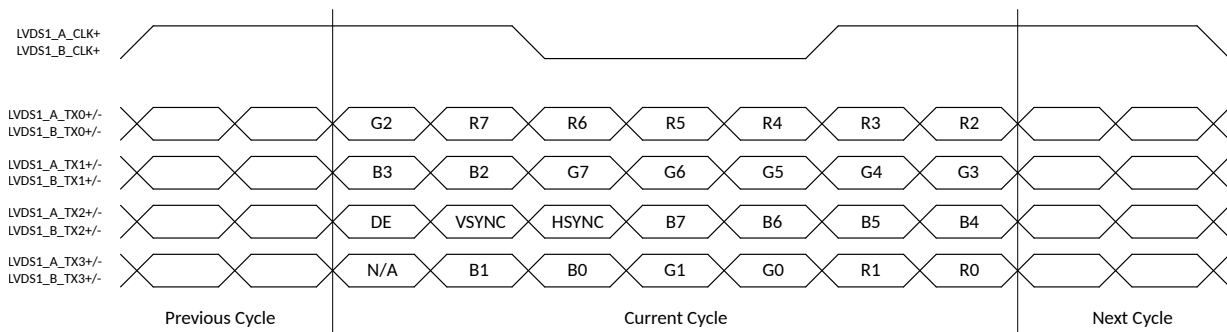 LVDS1_A_CLK+
LVDS1_B_CLK+
LVDS1_A_TX0+/-
LVDS1_B_TX0+/-
G2 R7 R6 R5 R4 R3 R2
LVDS1_A_TX1+/-
LVDS1_B_TX1+/-
B3 B2 G7 G6 G5 G4 G3
LVDS1_A_TX2+/-
LVDS1_B_TX2+/-
DE VSYNC HSYNC B7 B6 B5 B4
LVDS1_A_TX3+/-
LVDS1_B_TX3+/-
N/A B1 B0 G1 G0 R1 R0
Previous Cycle Current Cycle Next Cycle